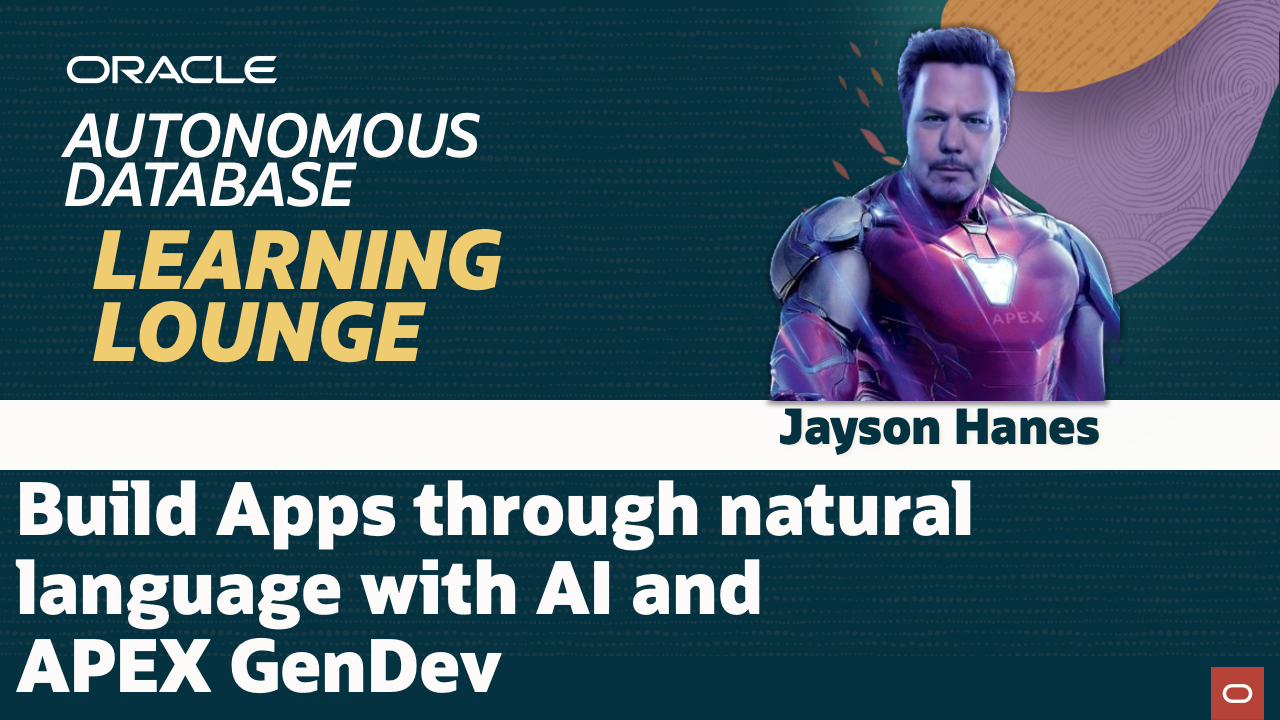 ORACLE
AUTONOMOUS
DATABASE
LEARNING
LOUNGE
APEX
Jayson Hanes
Build Apps through natural
language with AI and
APEX GenDev